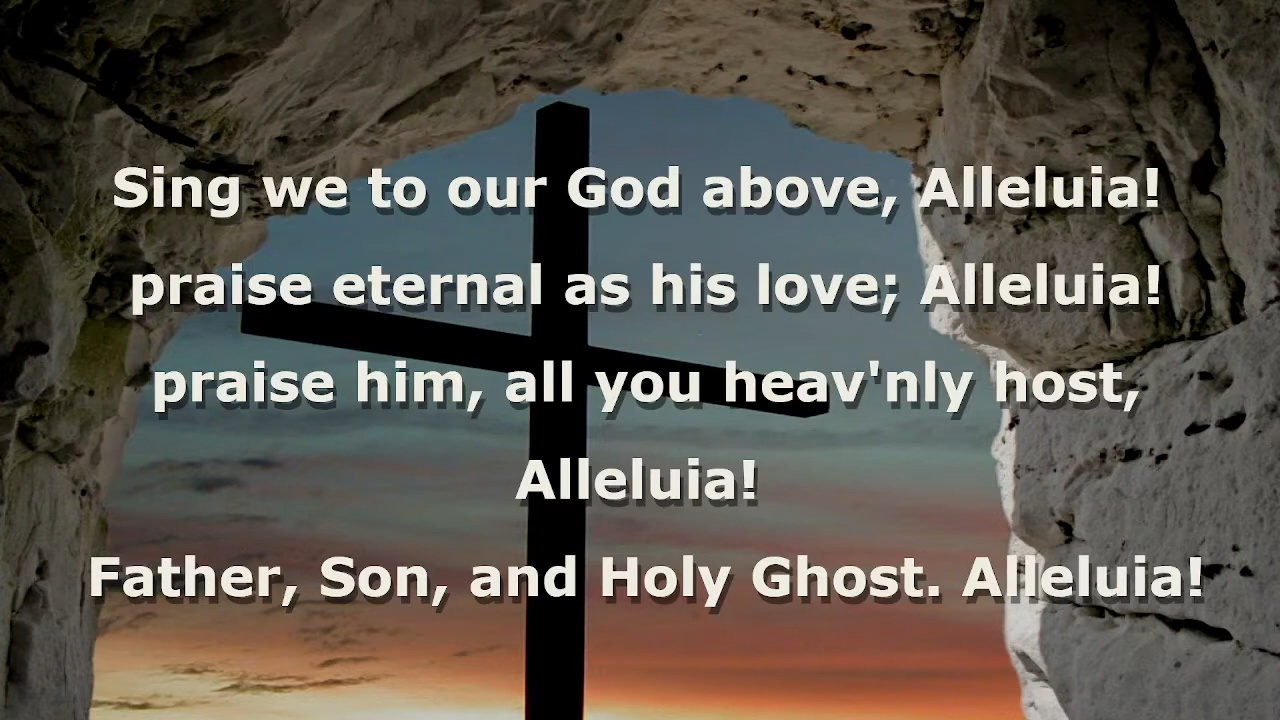 Sing we to our God above, Alleluia!
praise eternal as his love; Alleluia!
praise him, all you heav'nly host,
Alleluia!
Father, Son, and Holy Ghost. Alleluia!